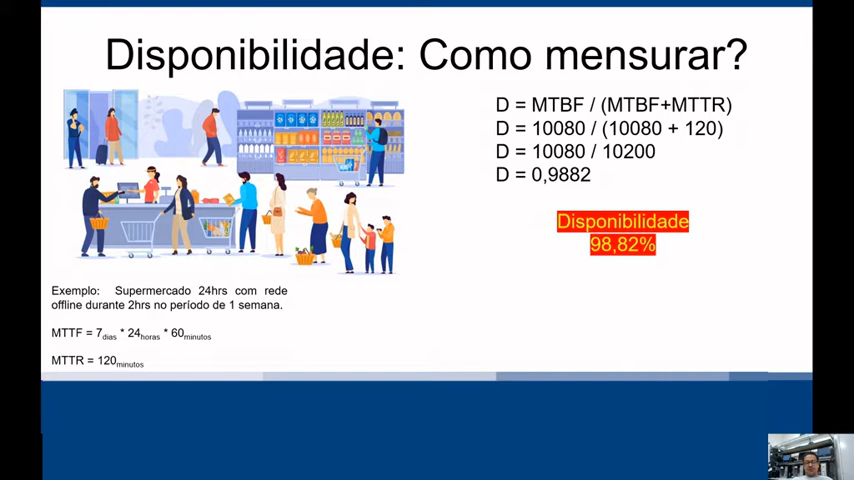 Disponibilidade: Como mensurar?
D = MTBF / (MTBF+MTTR)
D = 10080 / (10080 + 120)
D = 10080 / 10200
D = 0,9882
Disponibilidade
98,82%
Exemplo: Supermercado 24hrs com rede
offline durante 2hrs no período de 1 semana.
MTTF = 7dias * 24horas * 60minutos
MTTR = 120minutos